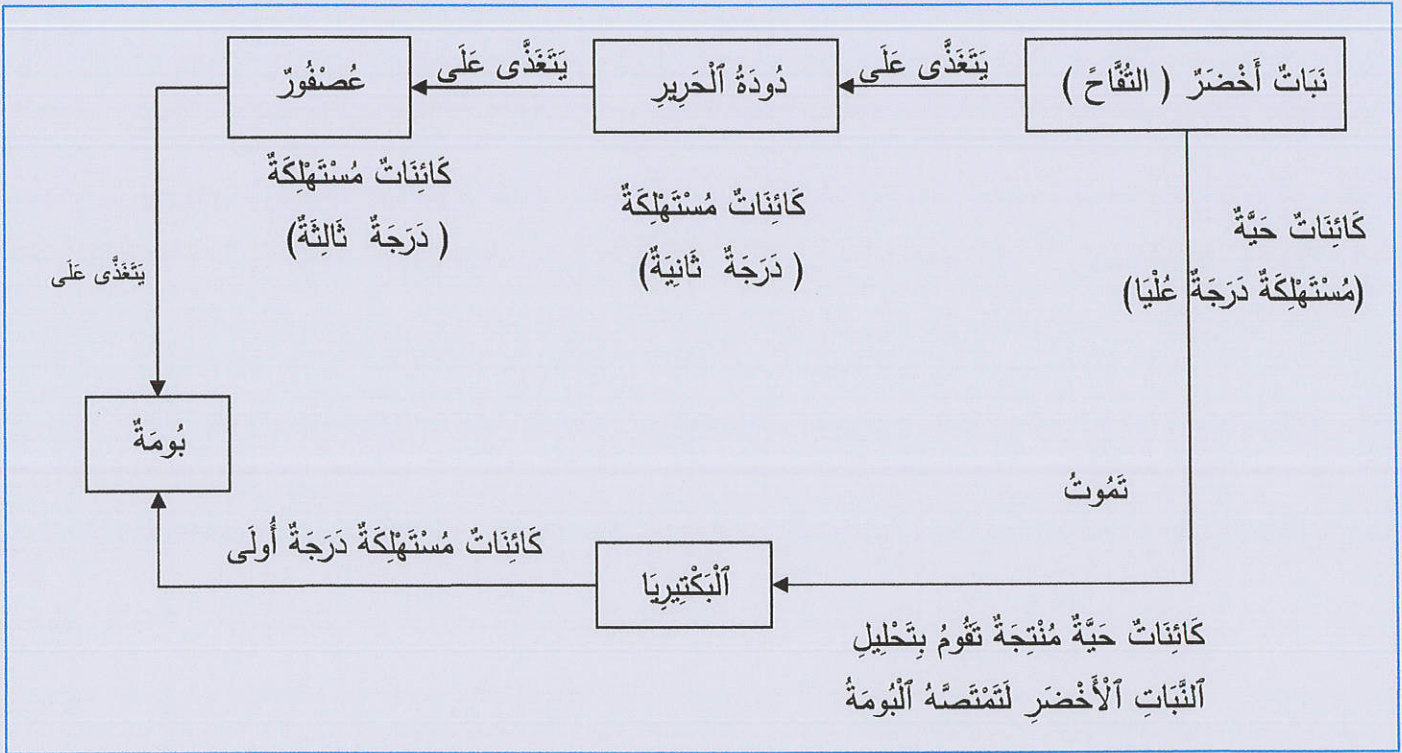 نَبَاتٌ أَخْضَرٌ ( التُفَّاحً )
يَتَغَذَّى عَلَى
دُودَةُ ٱلْحَرِيرِ
يَتَغَذَّى عَلَى
عُصْفُورٌ
كَائِنَاتٌ مُسْتَهْلِكَةٌ
( دَرَجَةٌ ثَالِثَةٌ)
كَائِنَاتٌ مُسْتَهْلِكَةٌ
( دَرَجَةٌ ثَانِيَةٌ)
كَائِنَاتٌ حَيَّةٌ
(مُسْتَهْلِكَةٌ دَرَجَةٌ عُلْيَا)
يَتَغَذَّى عَلَى
بُومَةٌ
تَمُوتُ
كَائِنَاتٌ مُسْتَهْلِكَةٌ دَرَجَةٌ أُولَى
ٱلْبَكْتِيرِيَا
كَائِنَاتٌ حَيَّةٌ مُنْتِجَةٌ تَقُومُ بِتَحْلِيلِ
ٱلنَّبَاتِ ٱلْأَخْضَرِ لَتَمْتَصَّهُ ٱلْبُومَةُ